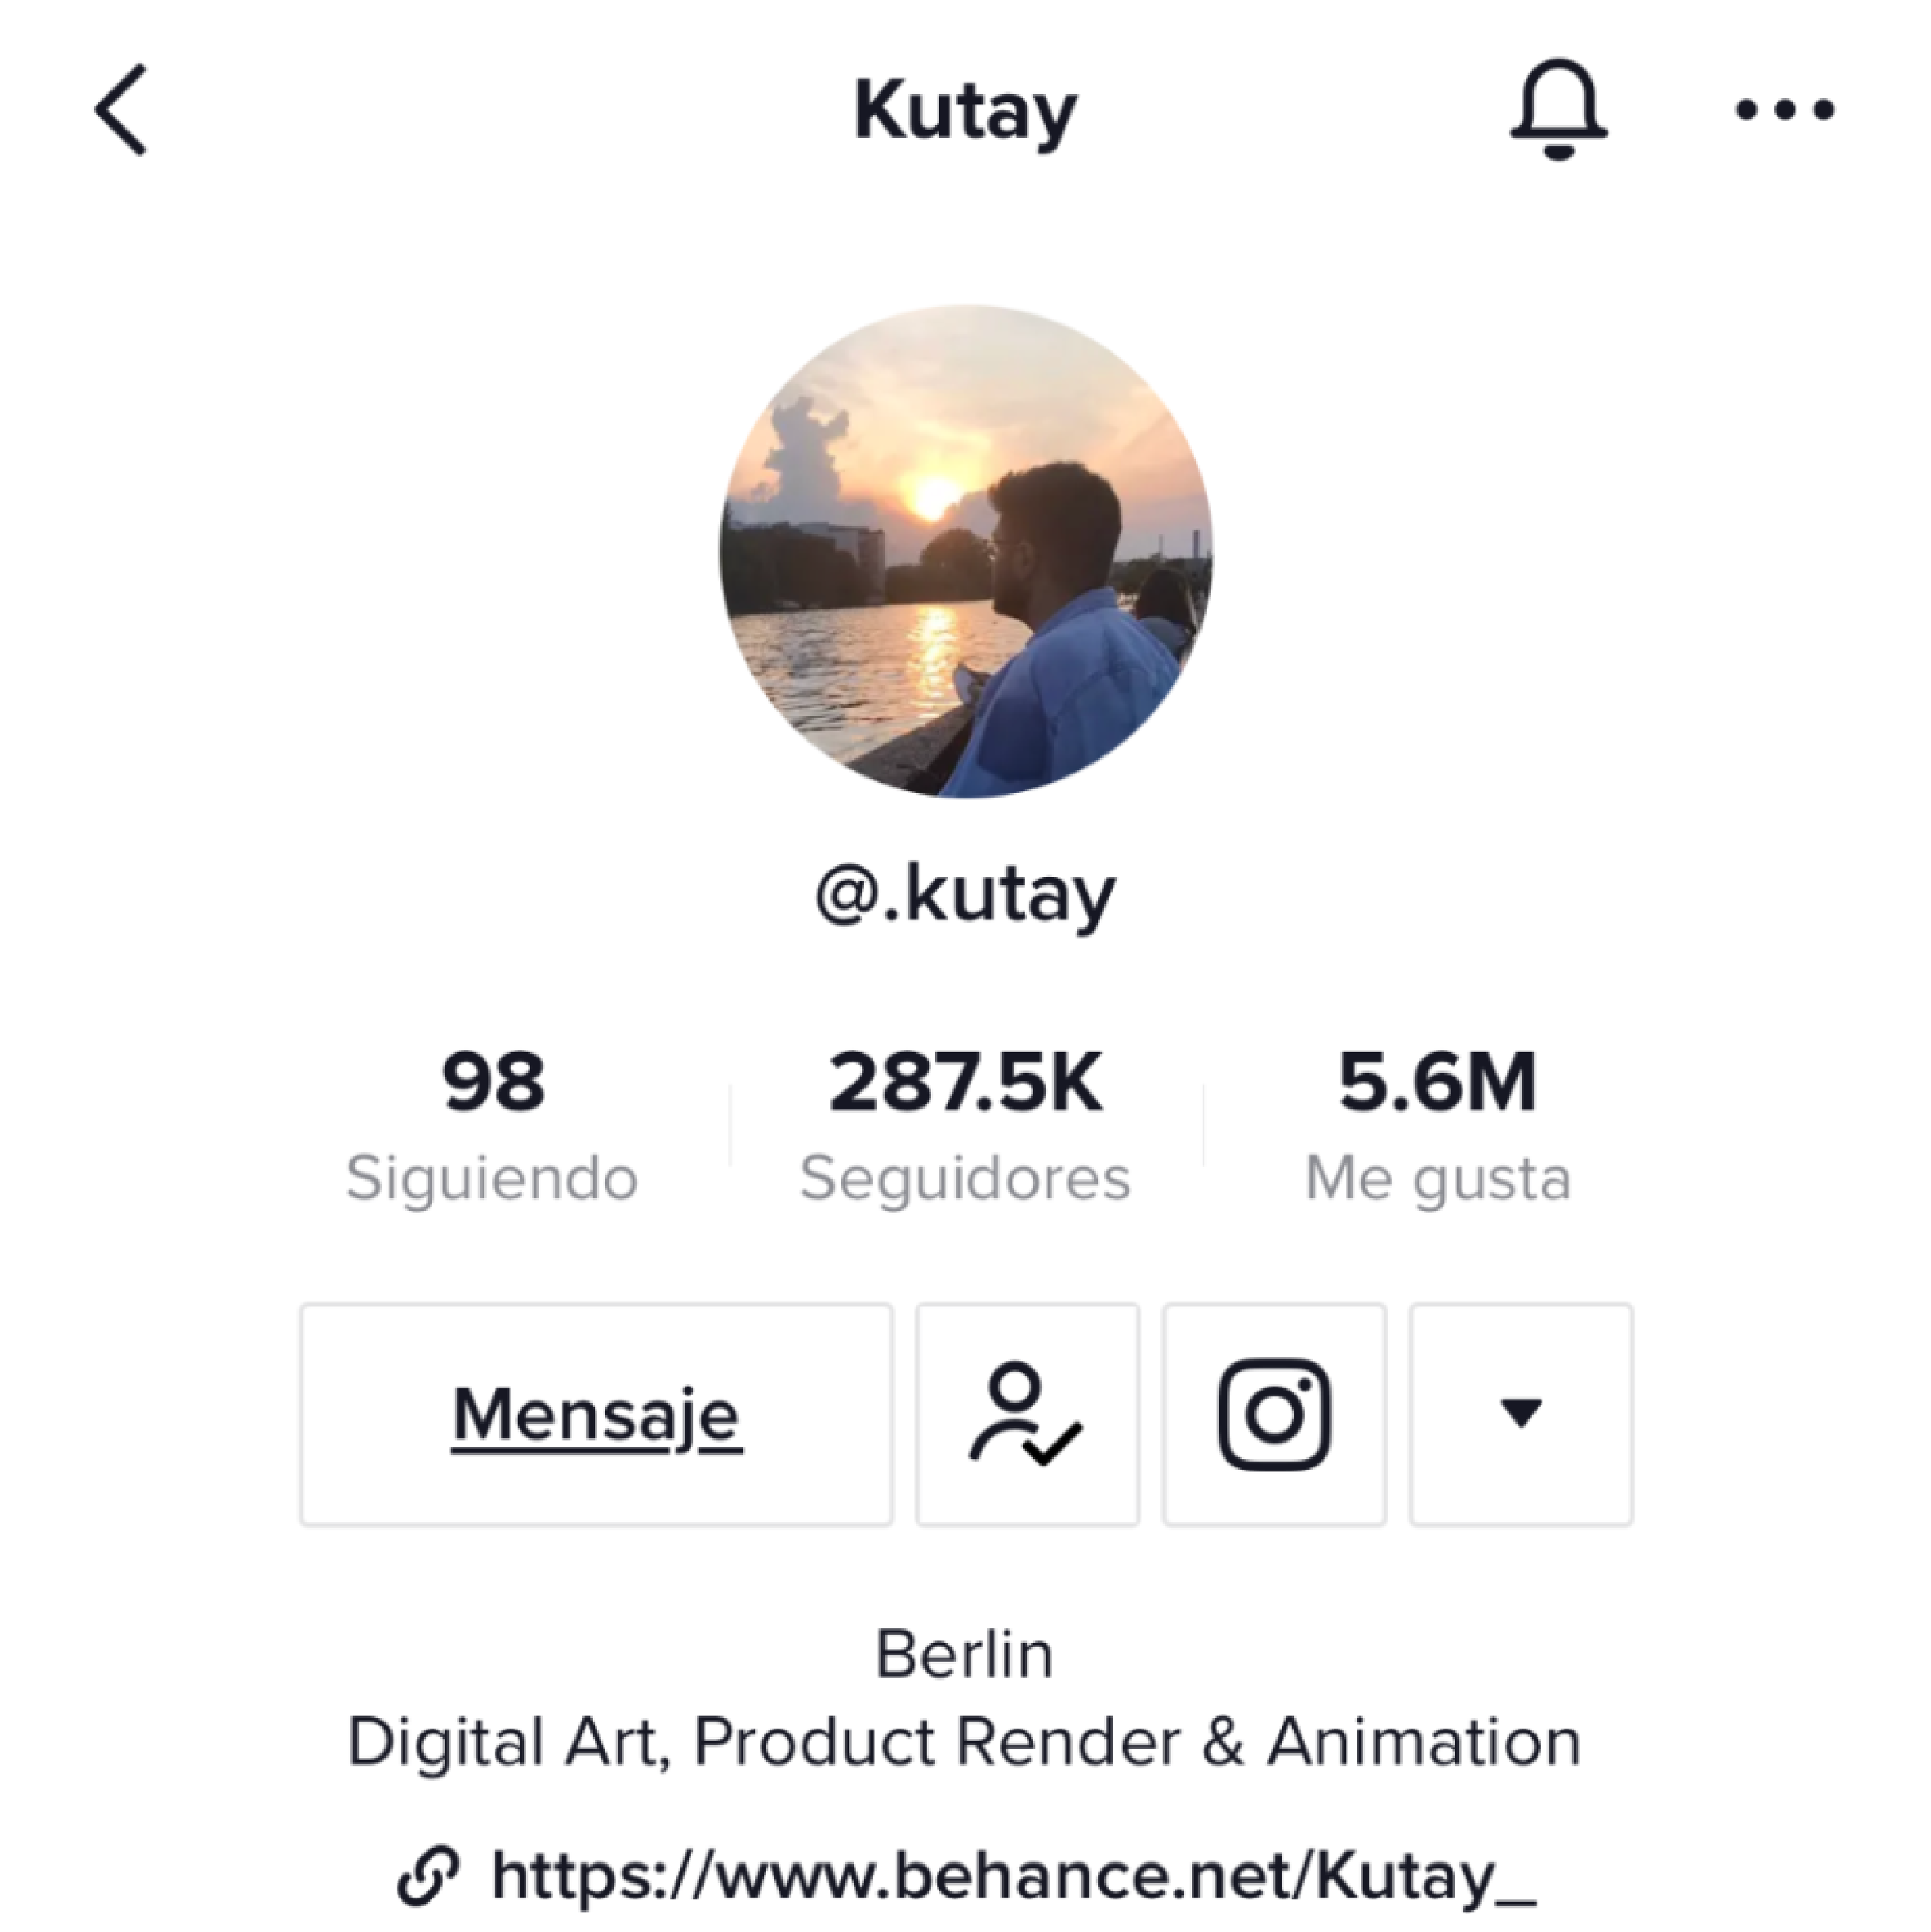 Kutay
@.kutay
98 287.5K 5.6M
Siguiendo Seguidores Me gusta
Mensaje
Berlin
Digital Art, Product Render & Animation
https://www.behance.net/Kutay_